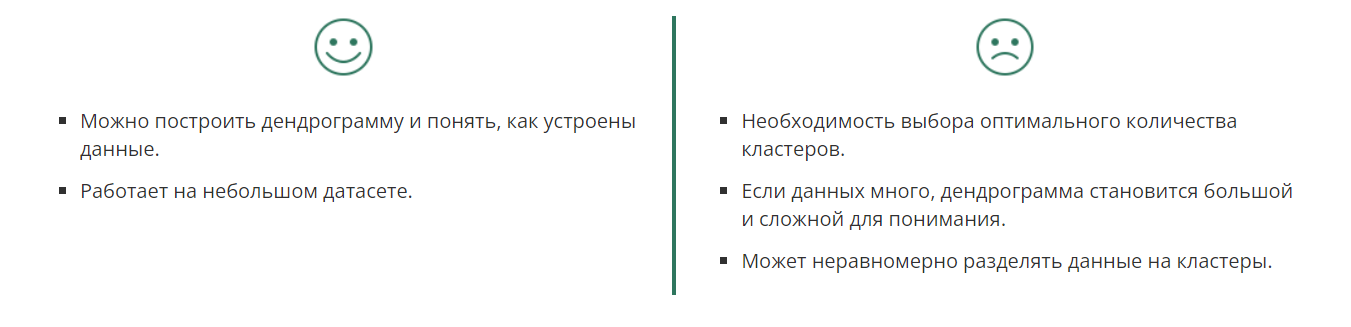 Можно построить дендрограмму и понять, как устроены
данные.
Работает на небольшом датасете.
Необходимость выбора оптимального количества
кластеров.
Если данных много, дендрограмма становится большой
и сложной для понимания.
Может неравномерно разделять данные на кластеры.